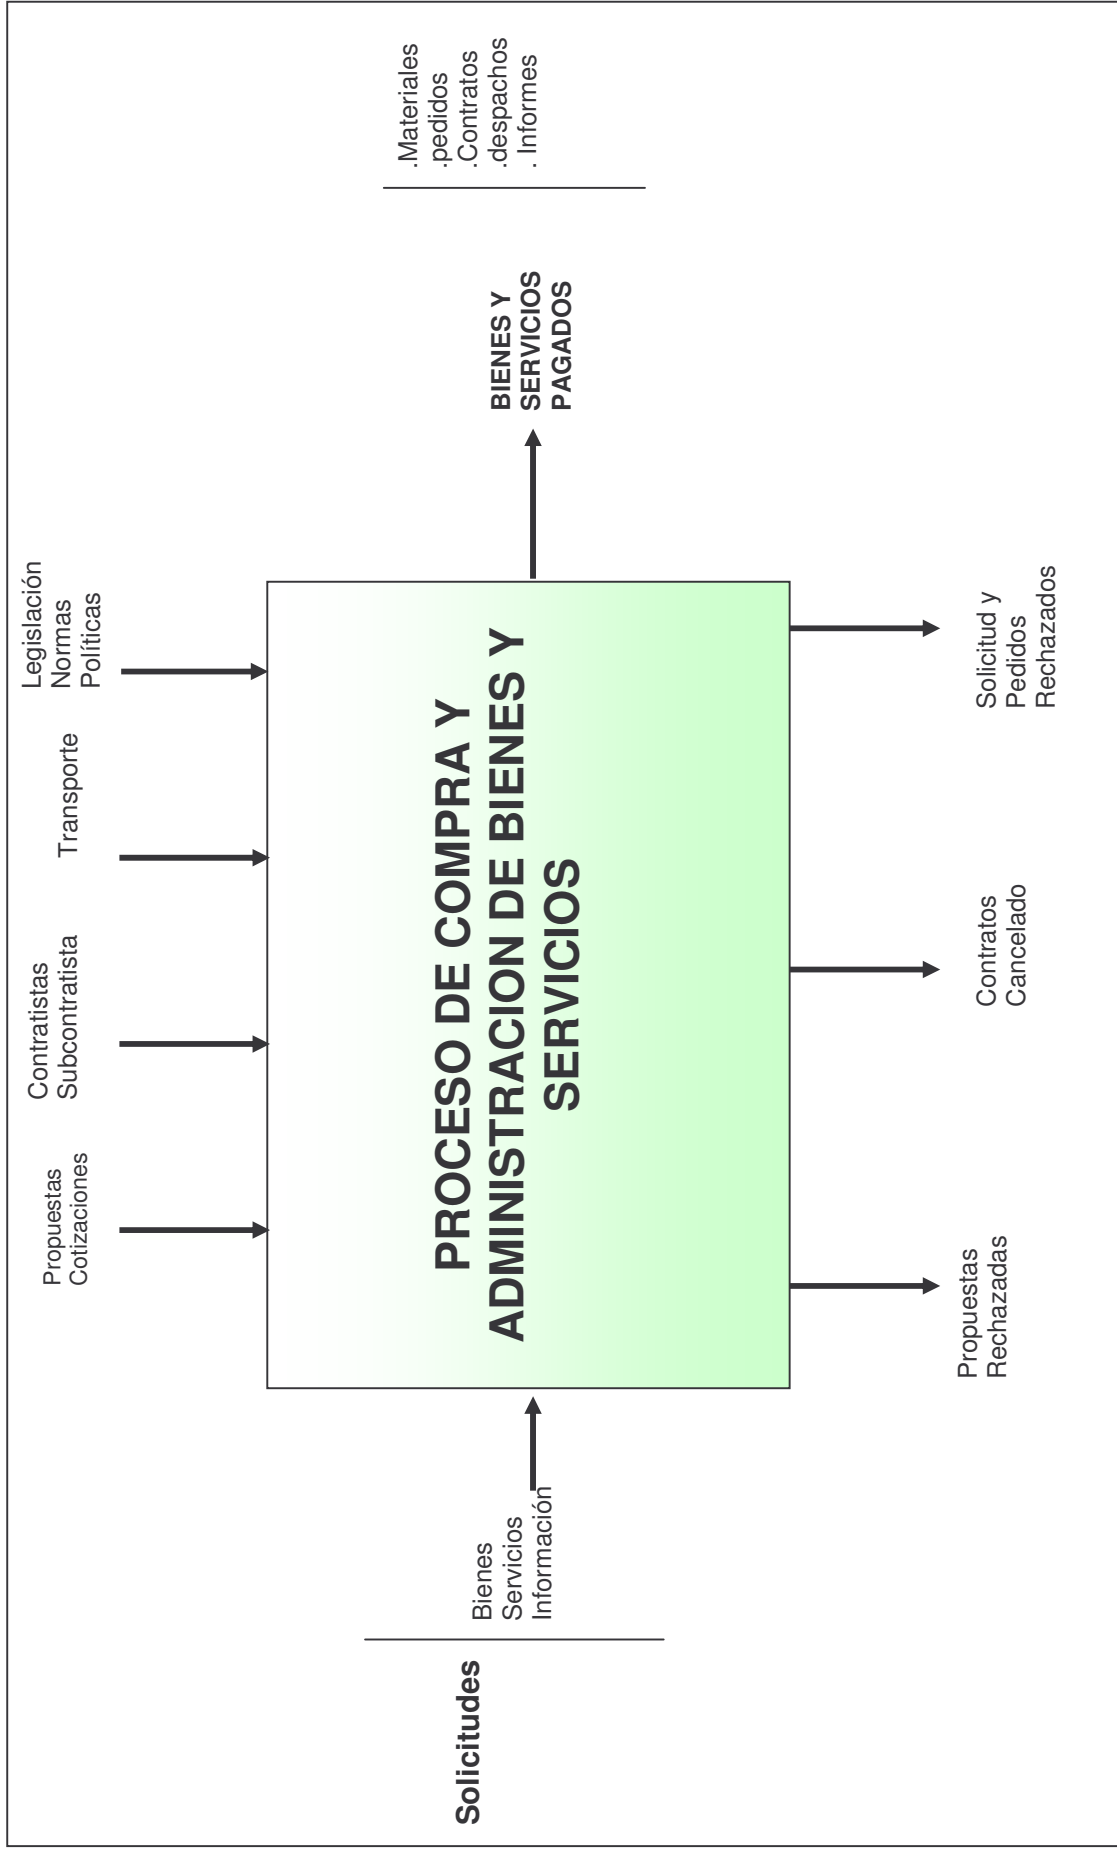 Propuestas
Cotizaciones
Contratistas
Subcontratista
Transporte
Legislación
Normas
Políticas
Solicitudes
Bienes
Servicios
Información
PROCESO DE COMPRA Y
ADMINISTRACION DE BIENES Y
SERVICIOS
BIENES Y
SERVICIOS
PAGADOS
.Materiales
.pedidos
.Contratos
.despachos
. Informes
Propuestas
Rechazadas
Contratos
Cancelado
Solicitud y
Pedidos
Rechazados